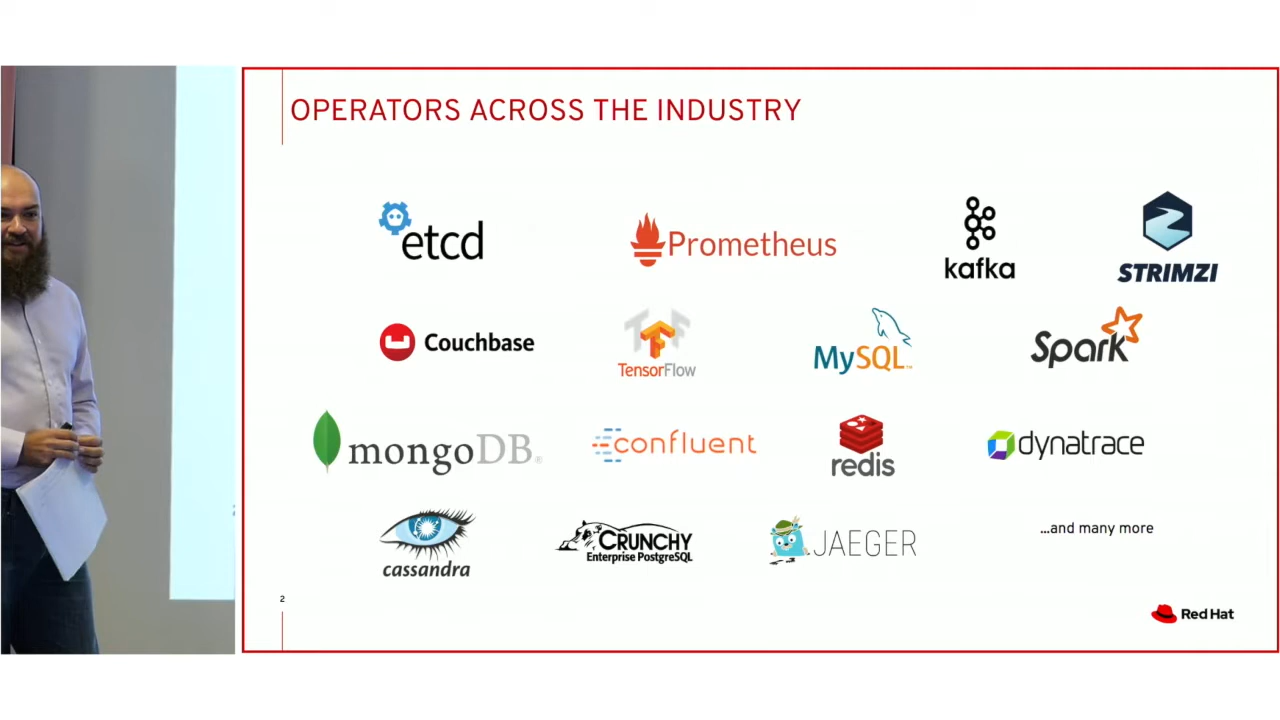 OPERATORS ACROSS THE INDUSTRY
etcd
Prometheus
kafka
STRIMZI
Couchbase
TensorFlow
MySQL™
Spark
mongoDB®
confluent
redis
dynatrace
cassandra
CRUNCHY
Enterprise PostgreSQL
JAEGER
...and many more
2
Red Hat